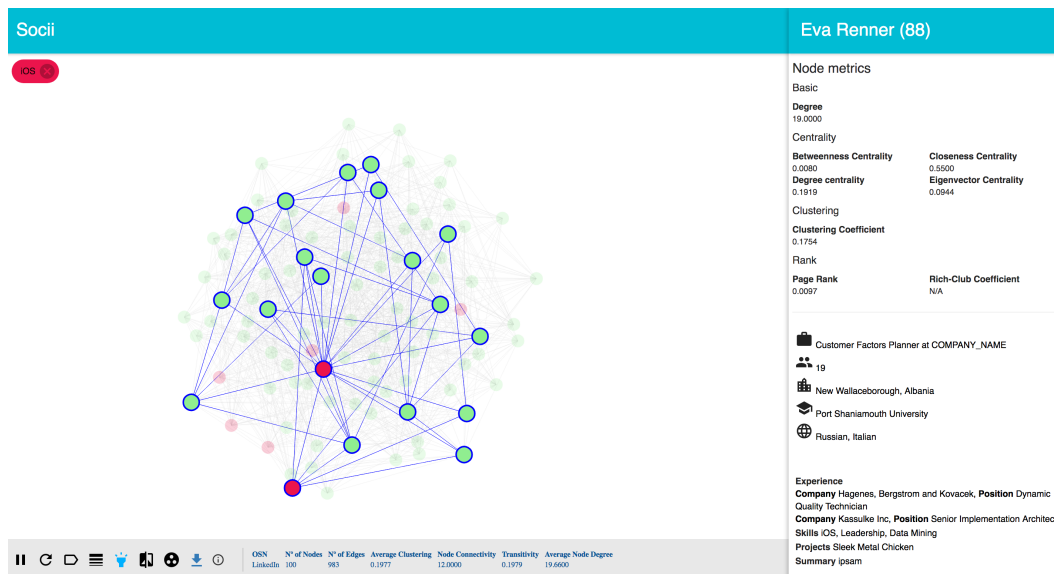 Socii
iOS
Eva Renner (88)
Node metrics
Basic
Degree
19.0000
Centrality
Betweenness Centrality Closeness Centrality
0.0080 0.5500
Degree centrality Eigenvector Centrality
0.1919 0.0944
Clustering
Clustering Coefficient
0.1754
Rank
Page Rank Rich-Club Coefficient
0.0097 N/A
Customer Factors Planner at COMPANY_NAME
19
New Wallaceborough, Albania
Port Shaniamouth University
Russian, Italian
Experience
Company Hagenes, Bergstrom and Kovacek, Position Dynamic
Quality Technician
Company Kassulke Inc, Position Senior Implementation Architec
Skills iOS, Leadership, Data Mining
Projects Sleek Metal Chicken
Summary ipsam
OSN Nº of Nodes Nº of Edges Average Clustering Node Connectivity Transitivity Average Node Degree
LinkedIn 100 983 0.1977 12.0000 0.1979 19.6600